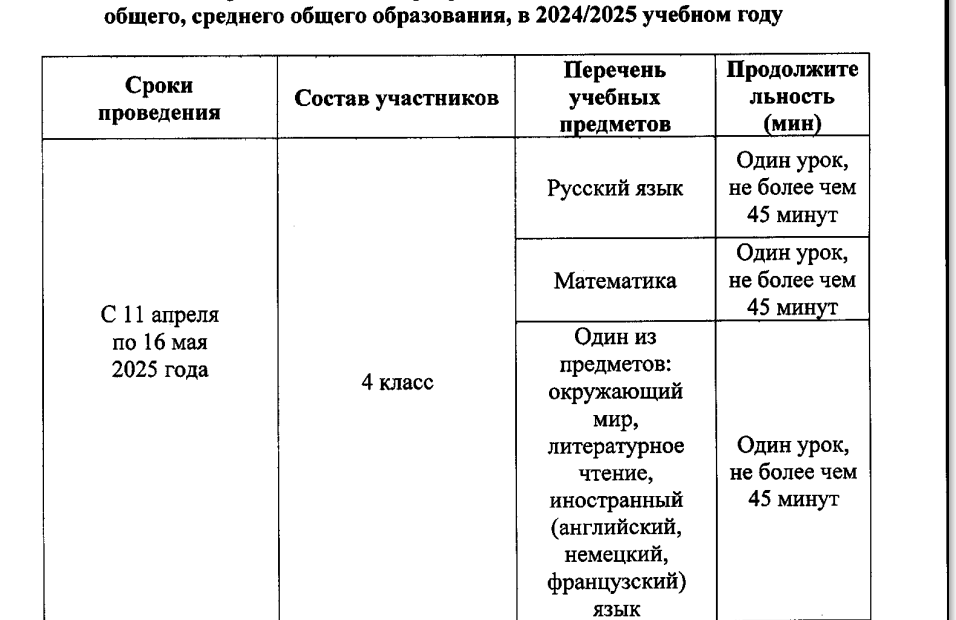 общего, среднего общего образования, в 2024/2025 учебном году
Сроки
проведения
Состав участников
Перечень
учебных
предметов
Продолжите
льность
(мин)
С 11 апреля
по 16 мая
2025 года
4 класс
Русский язык
Один урок,
не более чем
45 минут
Математика
Один урок,
не более чем
45 минут
Один из
предметов:
окружающий
мир,
литературное
чтение,
иностранный
(английский,
немецкий,
французский)
язык
Один урок,
не более чем
45 минут